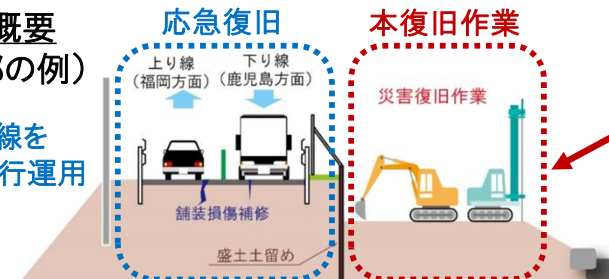 概要
応急復旧
本復旧作業
の例）
上り線
（福岡方面）
下り線
（鹿児島方面）
災害復旧作業
線を
行運用
舗装損傷補修
盛土土留め